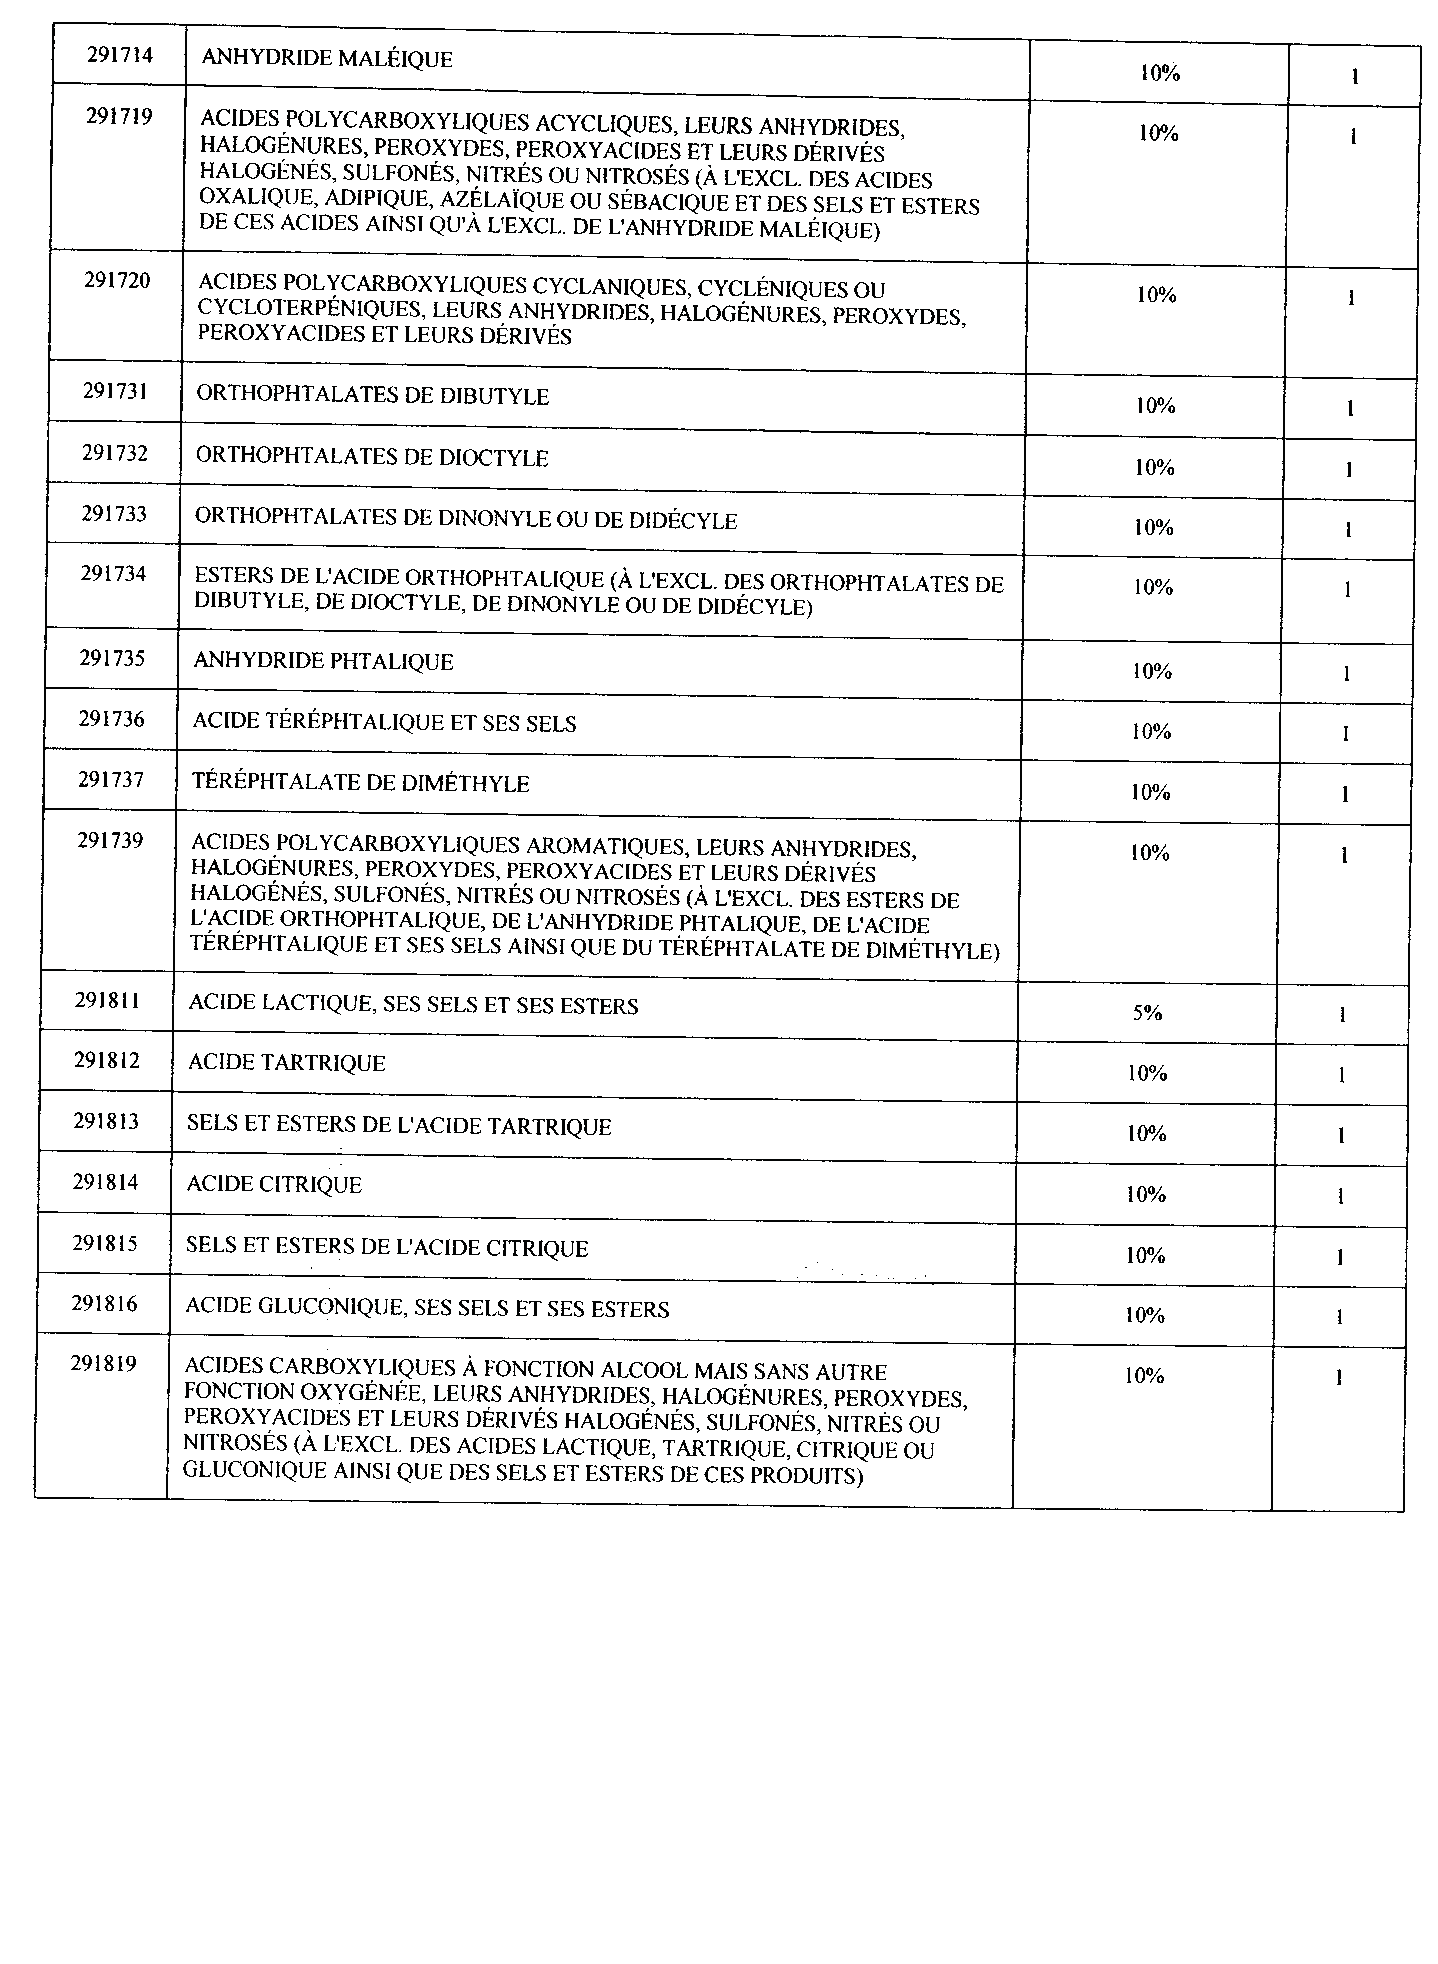 291714 ANHYDRIDE MALÉIQUE 10% 1
291719 ACIDES POLYCARBOXYLIQUES ACYCLIQUES, LEURS ANHYDRIDES, 10% 1
HALOGÉNURES, PEROXYDES, PEROXYACIDES ET LEURS DÉRIVÉS
HALOGÉNÉS, SULFONÉS, NITRÉS OU NITROSÉS (À L'EXCL. DES ACIDES
OXALIQUE, ADIPIQUE, AZÉLAÏQUE OU SÉBACIQUE ET DES SELS ET ESTERS
DE CES ACIDES AINSI QU'À L'EXCL. DE L'ANHYDRIDE MALÉIQUE)
291720 ACIDES POLYCARBOXYLIQUES CYCLANIQUES, CYCLÉNIQUES OU 10% 1
CYCLOTERPÉNIQUES, LEURS ANHYDRIDES, HALOGÉNURES, PEROXYDES,
PEROXYACIDES ET LEURS DÉRIVÉS
291731 ORTHOPHTALATES DE DIBUTYLE 10% 1
291732 ORTHOPHTALATES DE DIOCTYLE 10% 1
291733 ORTHOPHTALATES DE DINONYLE OU DE DIDÉCYLE 10% 1
291734 ESTERS DE L'ACIDE ORTHOPHTALIQUE (À L'EXCL. DES ORTHOPHTALATES DE 10% 1
DIBUTYLE, DE DIOCTYLE, DE DINONYLE OU DE DIDÉCYLE)
291735 ANHYDRIDE PHTALIQUE 10% 1
291736 ACIDE TÉRÉPHTALIQUE ET SES SELS 10% 1
291737 TÉRÉPHTALATE DE DIMÉTHYLE 10% 1
291739 ACIDES POLYCARBOXYLIQUES AROMATIQUES, LEURS ANHYDRIDES, 10% 1
HALOGÉNURES, PEROXYDES, PEROXYACIDES ET LEURS DÉRIVÉS
HALOGÉNÉS, SULFONÉS, NITRÉS OU NITROSÉS (À L'EXCL. DES ESTERS DE
L'ACIDE ORTHOPHTALIQUE, DE L'ANHYDRIDE PHTALIQUE, DE L'ACIDE
TÉRÉPHTALIQUE ET SES SELS AINSI QUE DU TÉRÉPHTALATE DE DIMÉTHYLE)
291811 ACIDE LACTIQUE, SES SELS ET SES ESTERS 5% 1
291812 ACIDE TARTRIQUE 10% 1
291813 SELS ET ESTERS DE L'ACIDE TARTRIQUE 10% 1
291814 ACIDE CITRIQUE 10% 1
291815 SELS ET ESTERS DE L'ACIDE CITRIQUE 10% 1
291816 ACIDE GLUCONIQUE, SES SELS ET SES ESTERS 10% 1
291819 ACIDES CARBOXYLIQUES À FONCTION ALCOOL MAIS SANS AUTRE 10% 1
FONCTION OXYGÉNÉE, LEURS ANHYDRIDES, HALOGÉNURES, PEROXYDES,
PEROXYACIDES ET LEURS DÉRIVÉS HALOGÉNÉS, SULFONÉS, NITRÉS OU
NITROSÉS (À L'EXCL. DES ACIDES LACTIQUE, TARTRIQUE, CITRIQUE OU
GLUCONIQUE AINSI QUE DES SELS ET ESTERS DE CES PRODUITS)